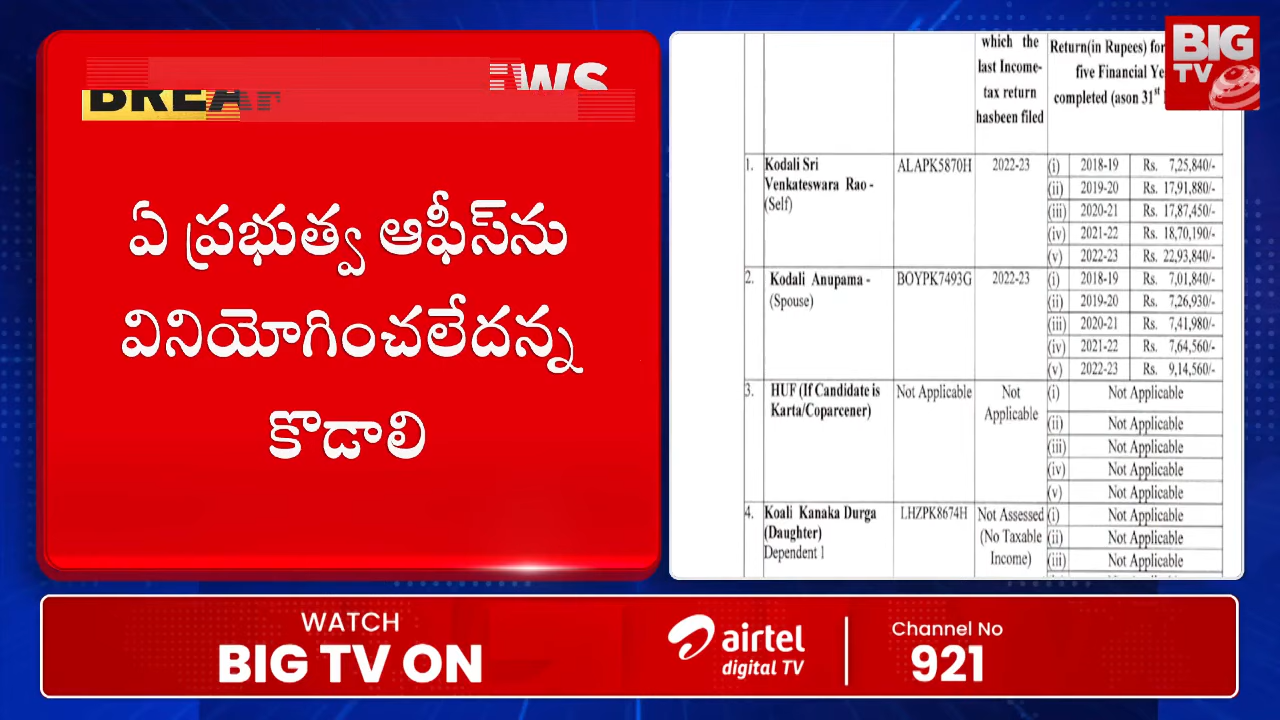 BREA
EWS
ఏ ప్రభుత్వ ఆఫీస్‌ను
వినియోగించలేదన్న
కొడాలి
BIG
TV
which the
last Income-
tax return
hasbeen filed
Return(in Rupees) for
five Financial Ye
completed (ason 31st
1. Kodali Sri Venkateswara Rao - (Self) ALAPK5870H 2022-23 (i) 2018-19 Rs. 7,25,840/-
(ii) 2019-20 Rs. 17,91,880/-
(iii) 2020-21 Rs. 17,87,450/-
(iv) 2021-22 Rs. 18,70,190/-
(v) 2022-23 Rs. 22,93,840/-
2. Kodali Anupama - (Spouse) BOYPK7493G 2022-23 (i) 2018-19 Rs. 7,01,840/-
(ii) 2019-20 Rs. 7,26,930/-
(iii) 2020-21 Rs. 7,41,980/-
(iv) 2021-22 Rs. 7,64,560/-
(v) 2022-23 Rs. 9,14,560/-
3. HUF (If Candidate is Karta/Coparcener) Not Applicable Not Applicable (i) Not Applicable
(ii) Not Applicable
(iii) Not Applicable
(iv) Not Applicable
(v) Not Applicable
4. Koali Kanaka Durga (Daughter) Dependent 1 LHZPK8674H Not Assessed (No Taxable Income) (i) Not Applicable
(ii) Not Applicable
(iii) Not Applicable
WATCH
BIG TV ON
airtel
digital TV
Channel No
921